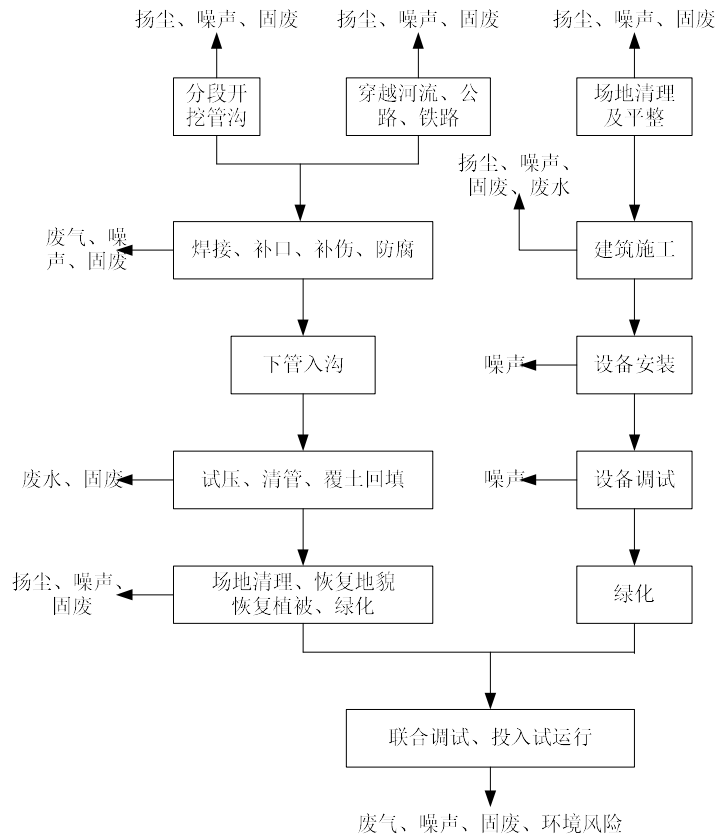 扬尘、噪声、固废
扬尘、噪声、固废
扬尘、噪声、固废
分段开
挖管沟
穿越河流、公
路、铁路
场地清理
及平整
扬尘、噪声、
固废、废水
废气、噪
声、固废
焊接、补口、补伤、防腐
建筑施工
下管入沟
噪声
设备安装
废水、固废
试压、清管、覆土回填
噪声
设备调试
扬尘、噪声、
固废
场地清理、恢复地貌
恢复植被、绿化
绿化
联合调试、投入试运行
废气、噪声、固废、环境风险